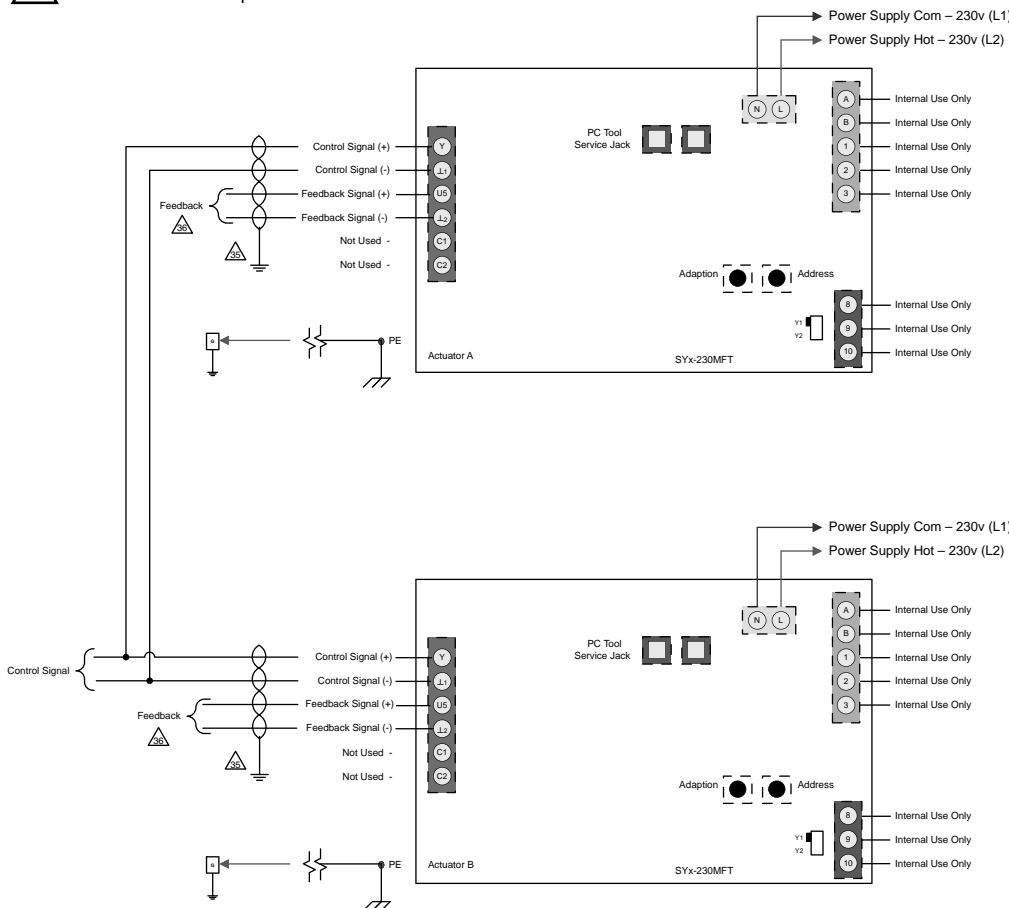 Power Supply Com – 230v (L1)
Power Supply Hot – 230v (L2)
N L
A Internal Use Only
B Internal Use Only
1 Internal Use Only
2 Internal Use Only
3 Internal Use Only
PC Tool
Service Jack
Control Signal (+) Y
Control Signal (-) ⊥1
Feedback Signal (+) U5
Feedback Signal (-) ⊥2
Not Used - C1
Not Used - C2
Feedback
36
35
Adaption Address
8 Internal Use Only
9 Internal Use Only
10 Internal Use Only
Y1
Y2
G
PE
Actuator A
SYx-230MFT
Power Supply Com – 230v (L1)
Power Supply Hot – 230v (L2)
N L
A Internal Use Only
B Internal Use Only
1 Internal Use Only
2 Internal Use Only
3 Internal Use Only
PC Tool
Service Jack
Control Signal
Control Signal (+) Y
Control Signal (-) ⊥1
Feedback Signal (+) U5
Feedback Signal (-) ⊥2
Not Used - C1
Not Used - C2
Feedback
36
35
Adaption Address
8 Internal Use Only
9 Internal Use Only
10 Internal Use Only
Y1
Y2
G
PE
Actuator B
SYx-230MFT